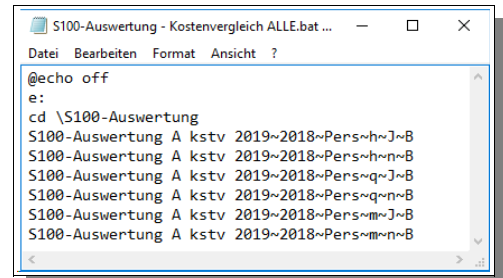 S100-Auswertung - Kostenvergleich ALLE.bat ...
Datei Bearbeiten Format Ansicht ?
@echo off
e:
cd \S100-Auswertung
S100-Auswertung A kstv 2019~2018~Pers~h~J~B
S100-Auswertung A kstv 2019~2018~Pers~h~n~B
S100-Auswertung A kstv 2019~2018~Pers~q~J~B
S100-Auswertung A kstv 2019~2018~Pers~q~n~B
S100-Auswertung A kstv 2019~2018~Pers~m~J~B
S100-Auswertung A kstv 2019~2018~Pers~m~n~B